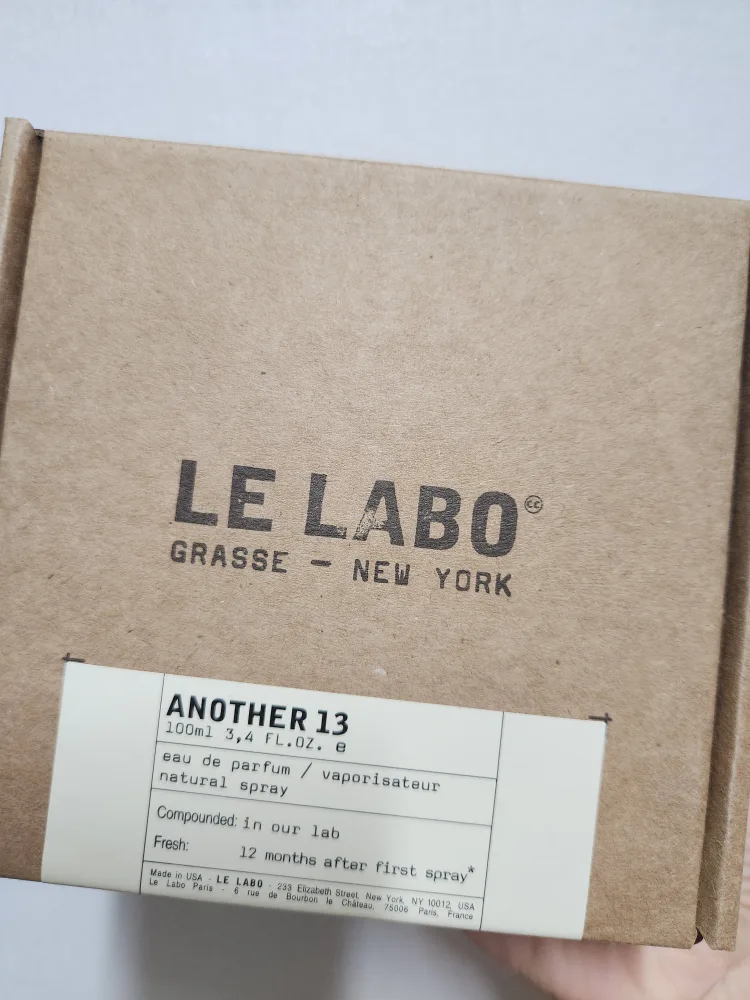 LE LABO
GRASSE — NEW YORK
ANOTHER 13
100ml 3,4 FL.OZ. e
eau de parfum / vaporisateur
natural spray
Compounded: in our lab
Fresh: 12 months after first spray*
Made in USA - LE LABO - 233 Elizabeth Street, New York, NY 10012, USA
Le Labo Paris - 6 rue de Bourbon le Château, 75006 Paris, France